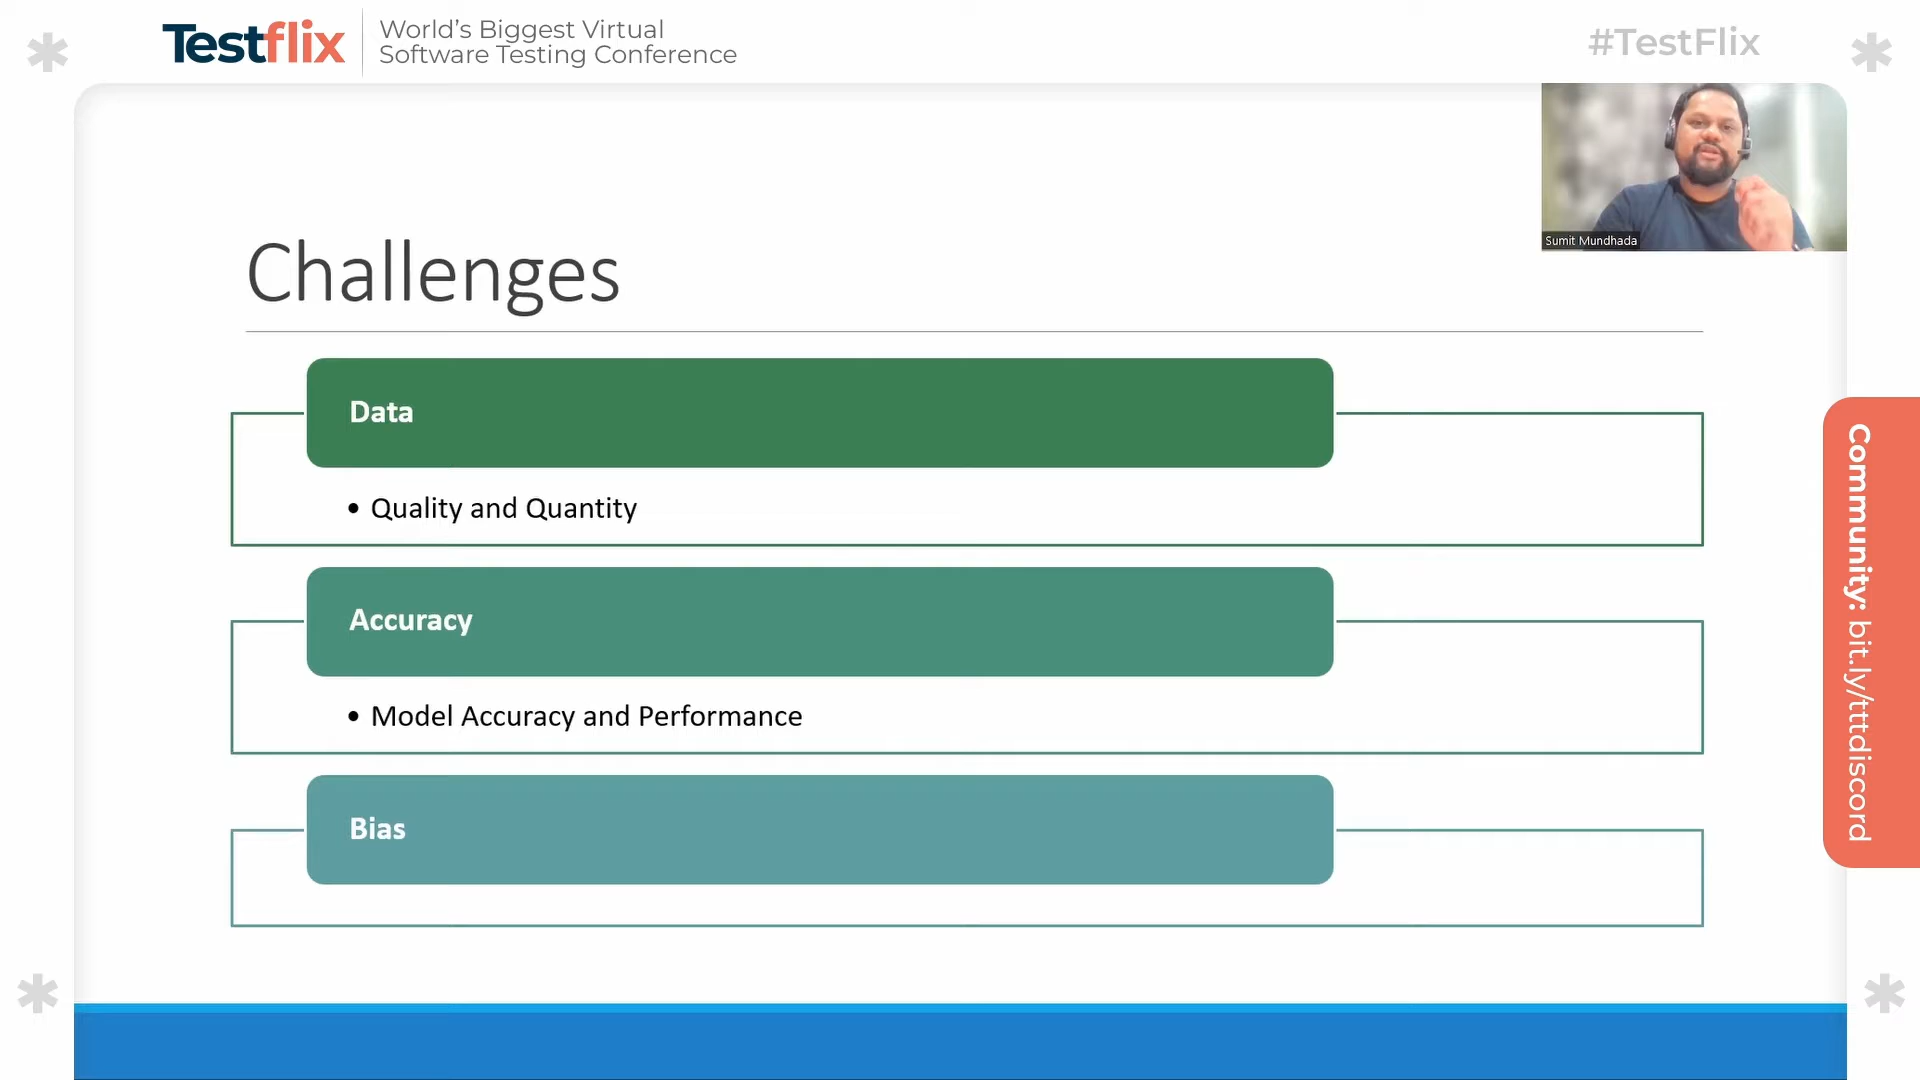 Testflix
World's Biggest Virtual
Software Testing Conference
#TestFlix
Sumit Mundhada
Challenges
Data
• Quality and Quantity
Accuracy
• Model Accuracy and Performance
Bias
Community: bit.ly/tttdiscord